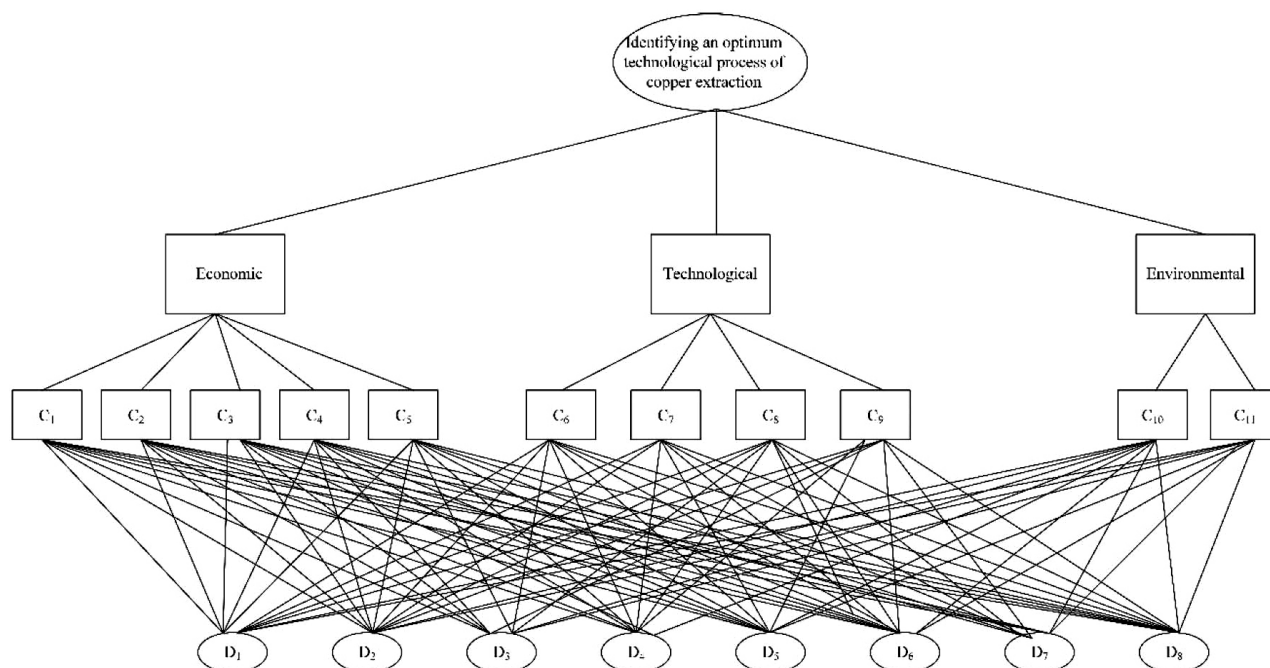 Identifying an optimum
technological process of
copper extraction
Economic
Technological
Environmental
C₁
C₂
C₃
C₄
C₅
C₆
C₇
C₈
C₉
C₁₀
C₁₁
D₁
D₂
D₃
D₄
D₅
D₆
D₇
D₈